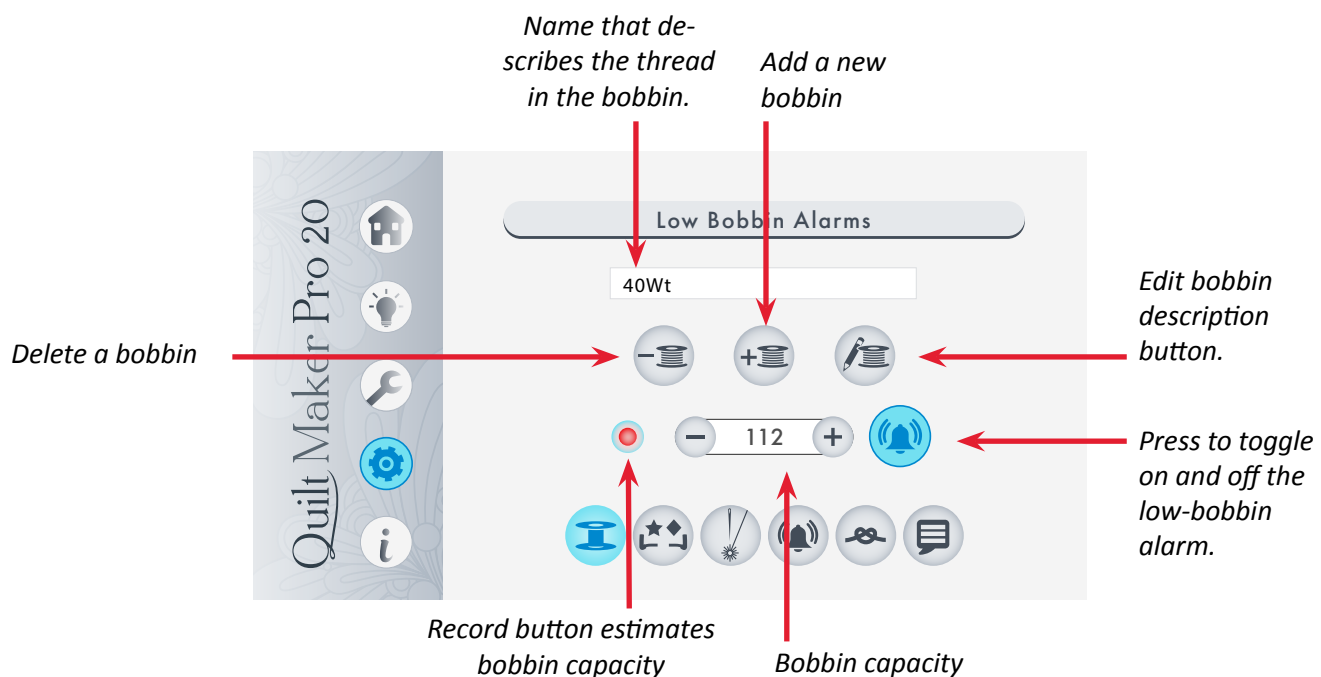 Name that de-
scribes the thread
in the bobbin.
Add a new
bobbin
Quilt Maker Pro 20
Low Bobbin Alarms
40Wt
Delete a bobbin
Edit bobbin
description
button.
112
Press to toggle
on and off the
low-bobbin
alarm.
i
Record button estimates
bobbin capacity
Bobbin capacity